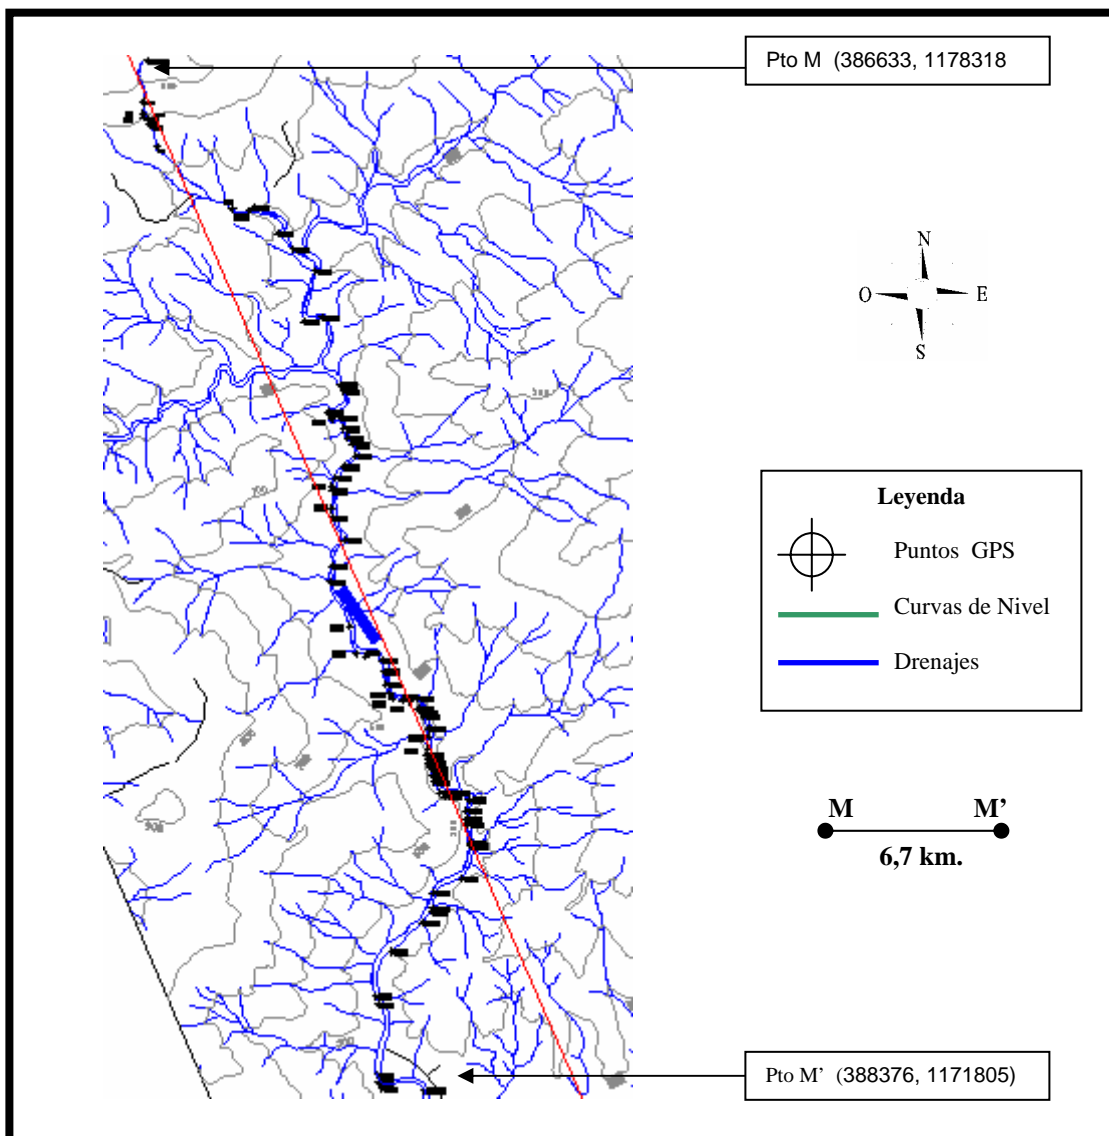 Pto M (386633, 1178318
N
O E
S
Leyenda
Puntos GPS
Curvas de Nivel
Drenajes
M M’
6,7 km.
Pto M’ (388376, 1171805)